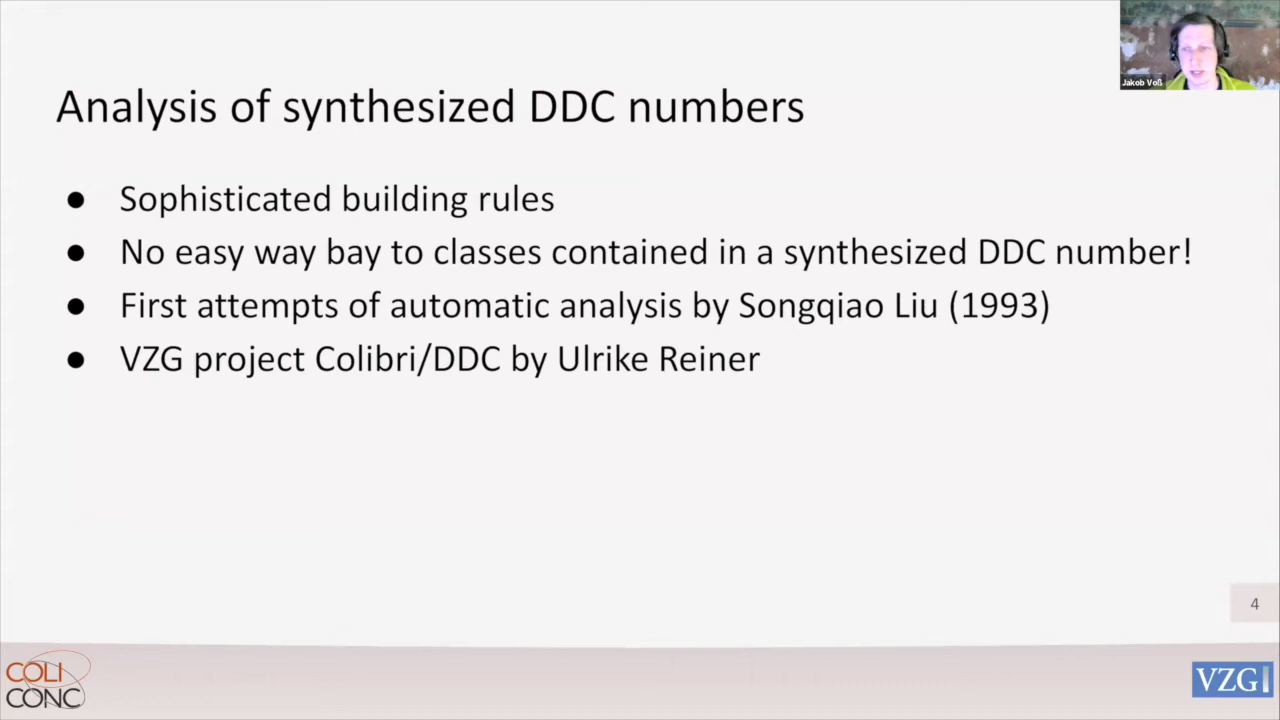 Jakob Voß
Analysis of synthesized DDC numbers
● Sophisticated building rules
● No easy way bay to classes contained in a synthesized DDC number!
● First attempts of automatic analysis by Songqiao Liu (1993)
● VZG project Colibri/DDC by Ulrike Reiner
4
COLI
CONC
VZG